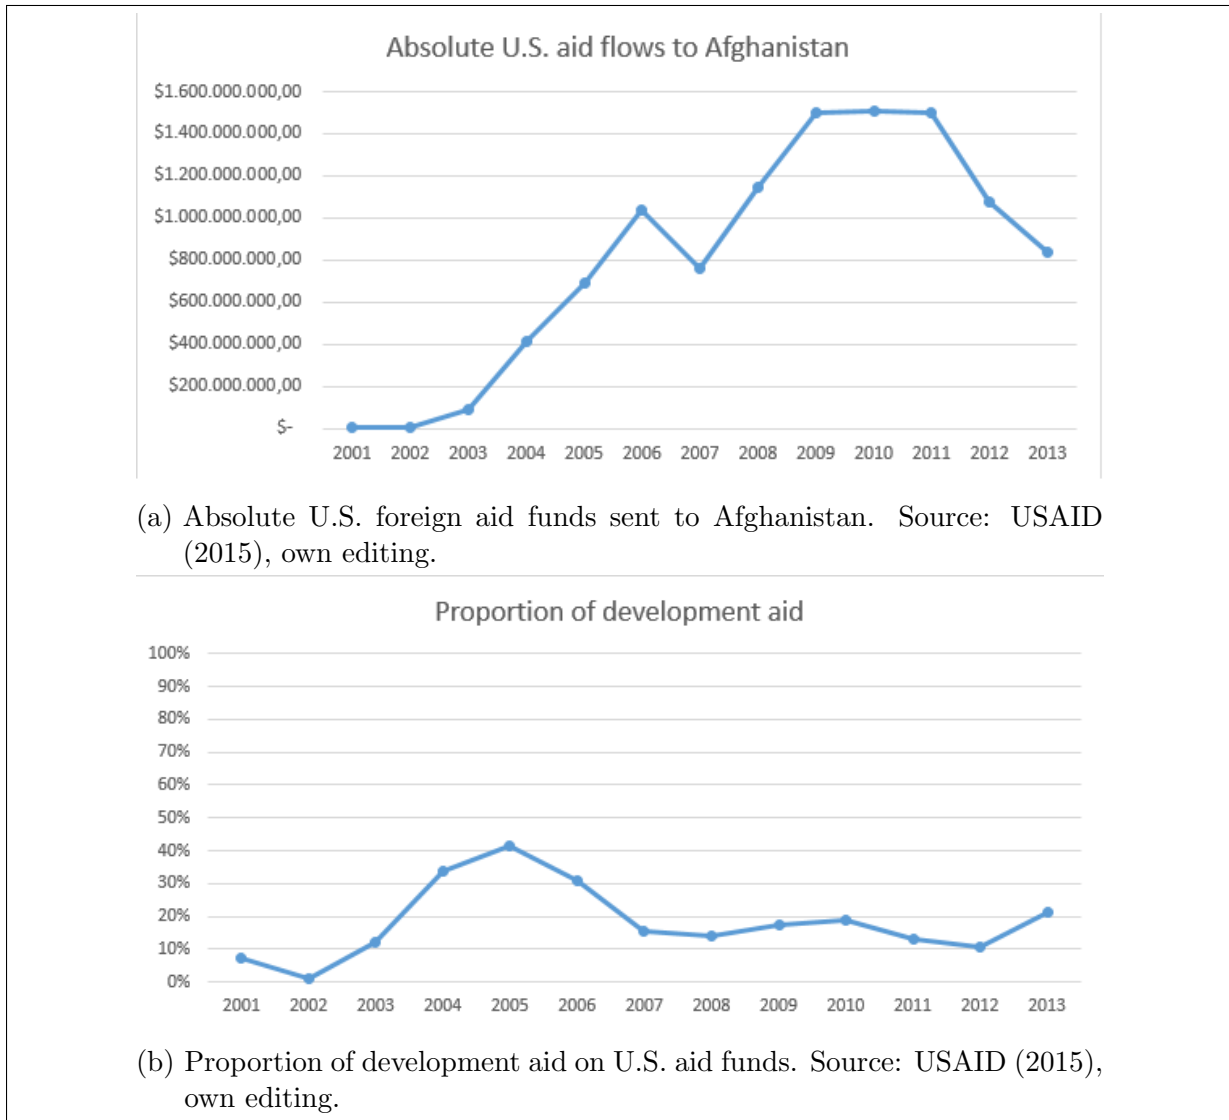 Absolute U.S. aid flows to Afghanistan
$1.600.000.000,00
$1.400.000.000,00
$1.200.000.000,00
$1.000.000.000,00
$800.000.000,00
$600.000.000,00
$400.000.000,00
$200.000.000,00
$-
2001 2002 2003 2004 2005 2006 2007 2008 2009 2010 2011 2012 2013
(a) Absolute U.S. foreign aid funds sent to Afghanistan. Source: USAID
(2015), own editing.
Proportion of development aid
100%
90%
80%
70%
60%
50%
40%
30%
20%
10%
0%
2001 2002 2003 2004 2005 2006 2007 2008 2009 2010 2011 2012 2013
(b) Proportion of development aid on U.S. aid funds. Source: USAID (2015),
own editing.